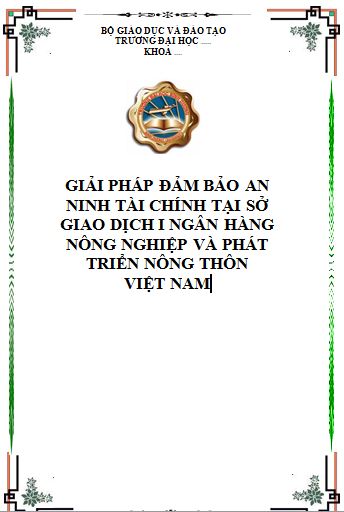 BỘ GIÁO DỤC VÀ ĐÀO TẠO
TRƯỜNG ĐẠI HỌC .....
KHOA ....
GIẢI PHÁP ĐẢM BẢO AN
NINH TÀI CHÍNH TẠI SỞ
GIAO DỊCH I NGÂN HÀNG
NÔNG NGHIỆP VÀ PHÁT
TRIỂN NÔNG THÔN
VIỆT NAM